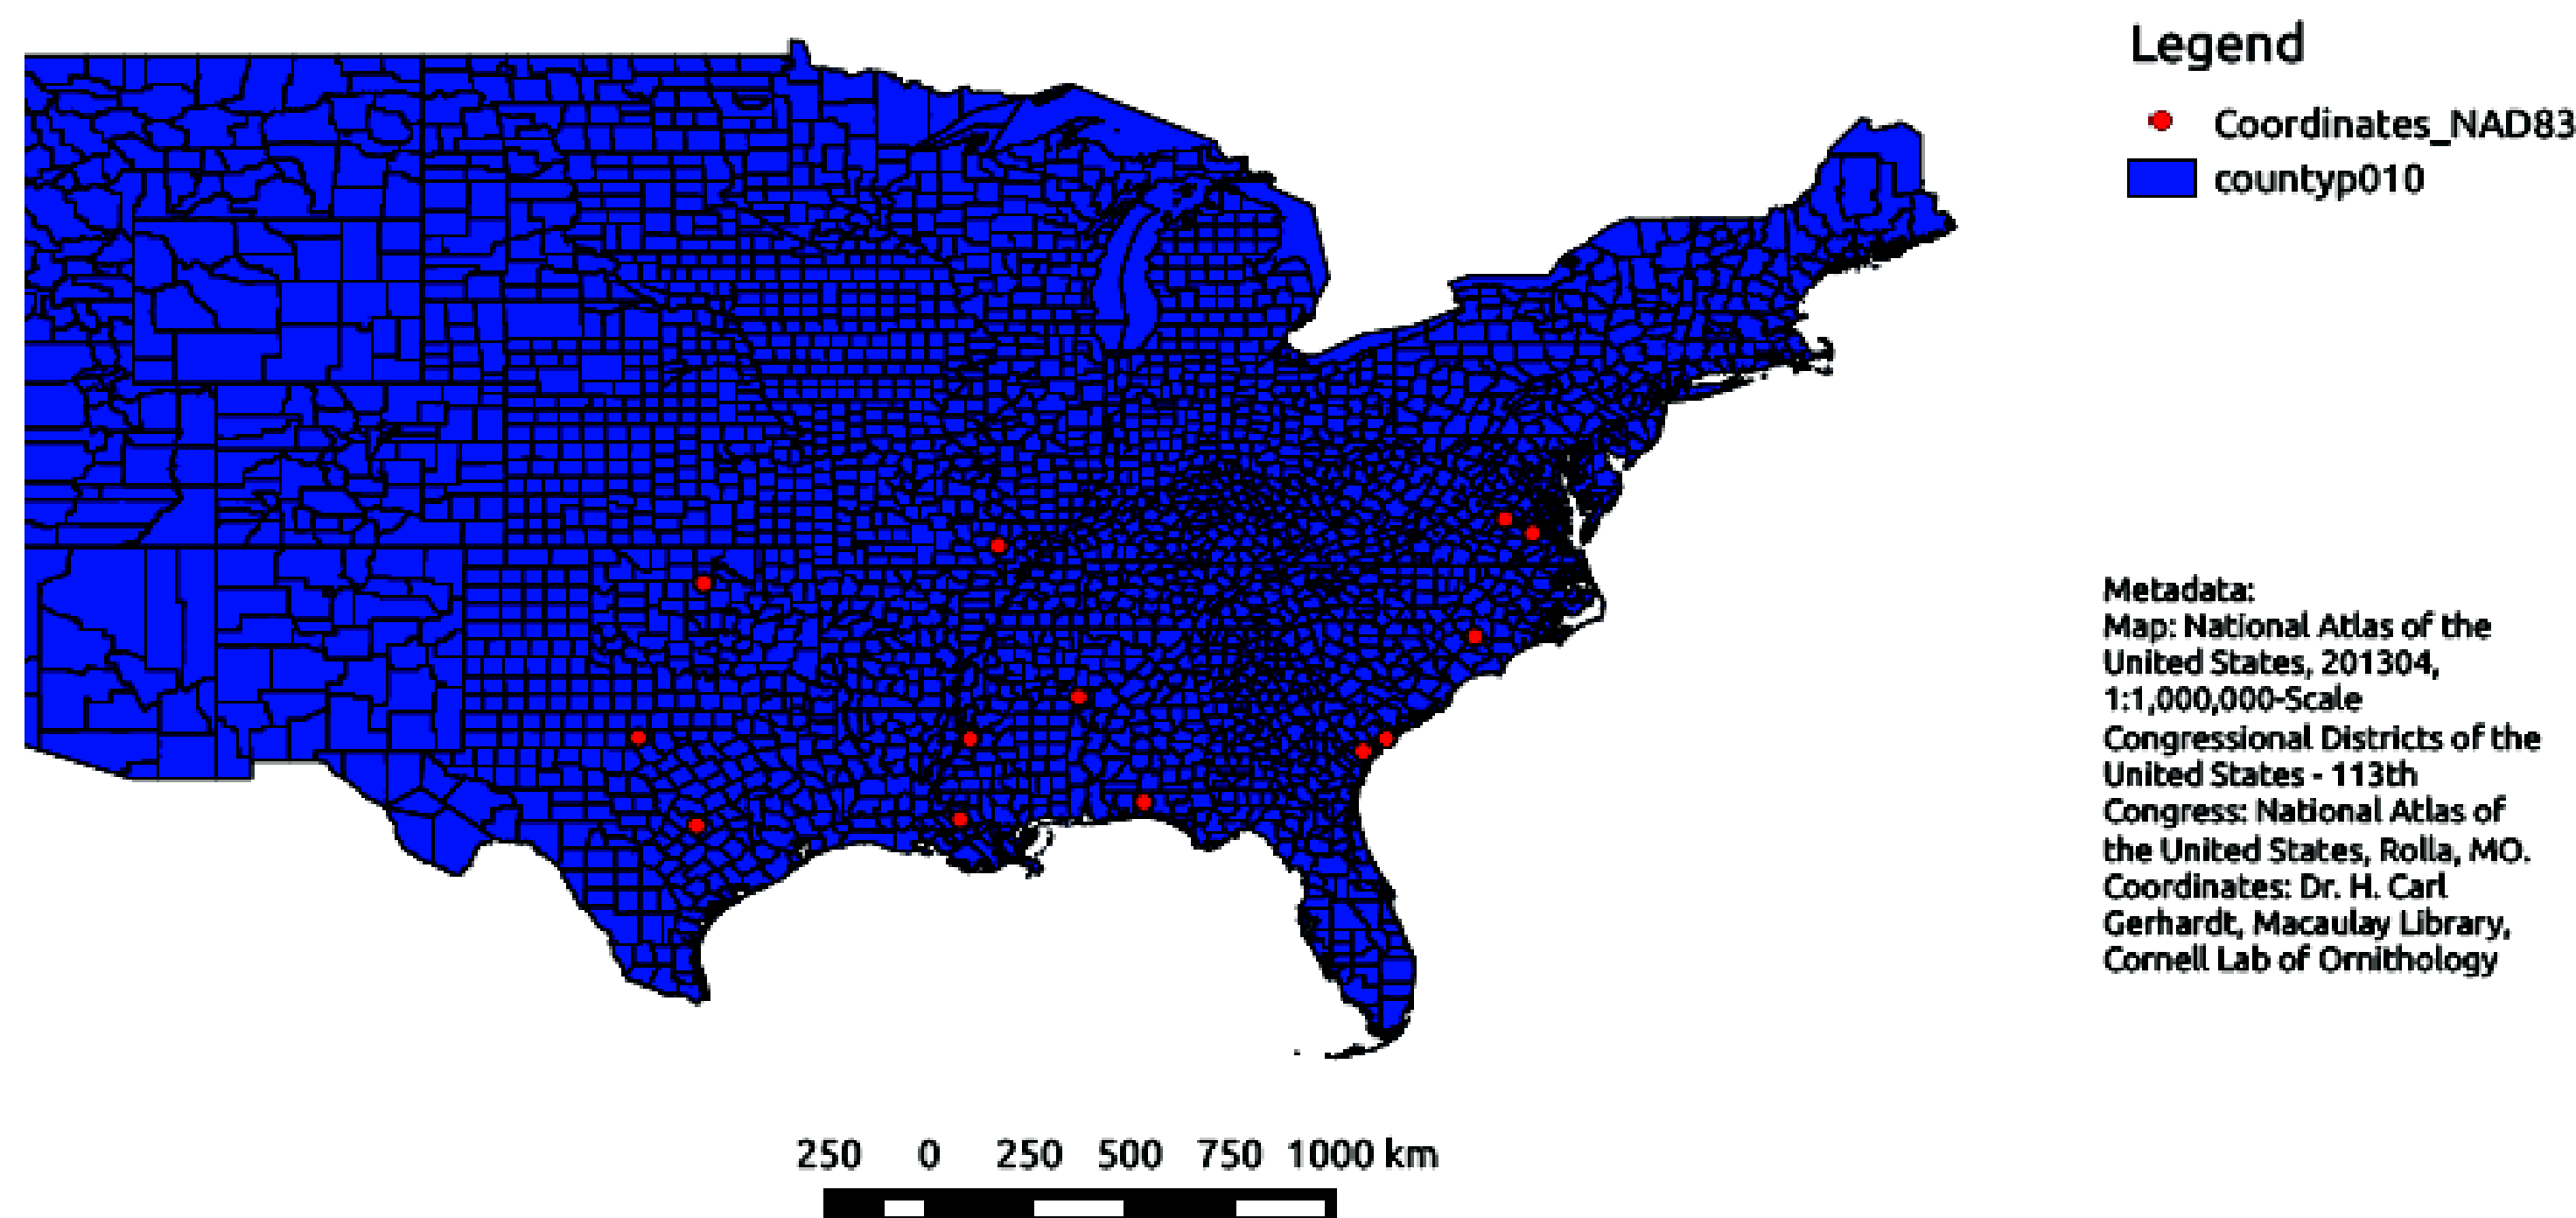 Legend
Coordinates_NAD83
countyp010
Metadata:
Map: National Atlas of the
United States, 201304,
1:1,000,000-Scale
Congressional Districts of the
United States - 113th
Congress: National Atlas of
the United States, Rolla, MO.
Coordinates: Dr. H. Carl
Gerhardt, Macaulay Library,
Cornell Lab of Ornithology
250 0 250 500 750 1000 km